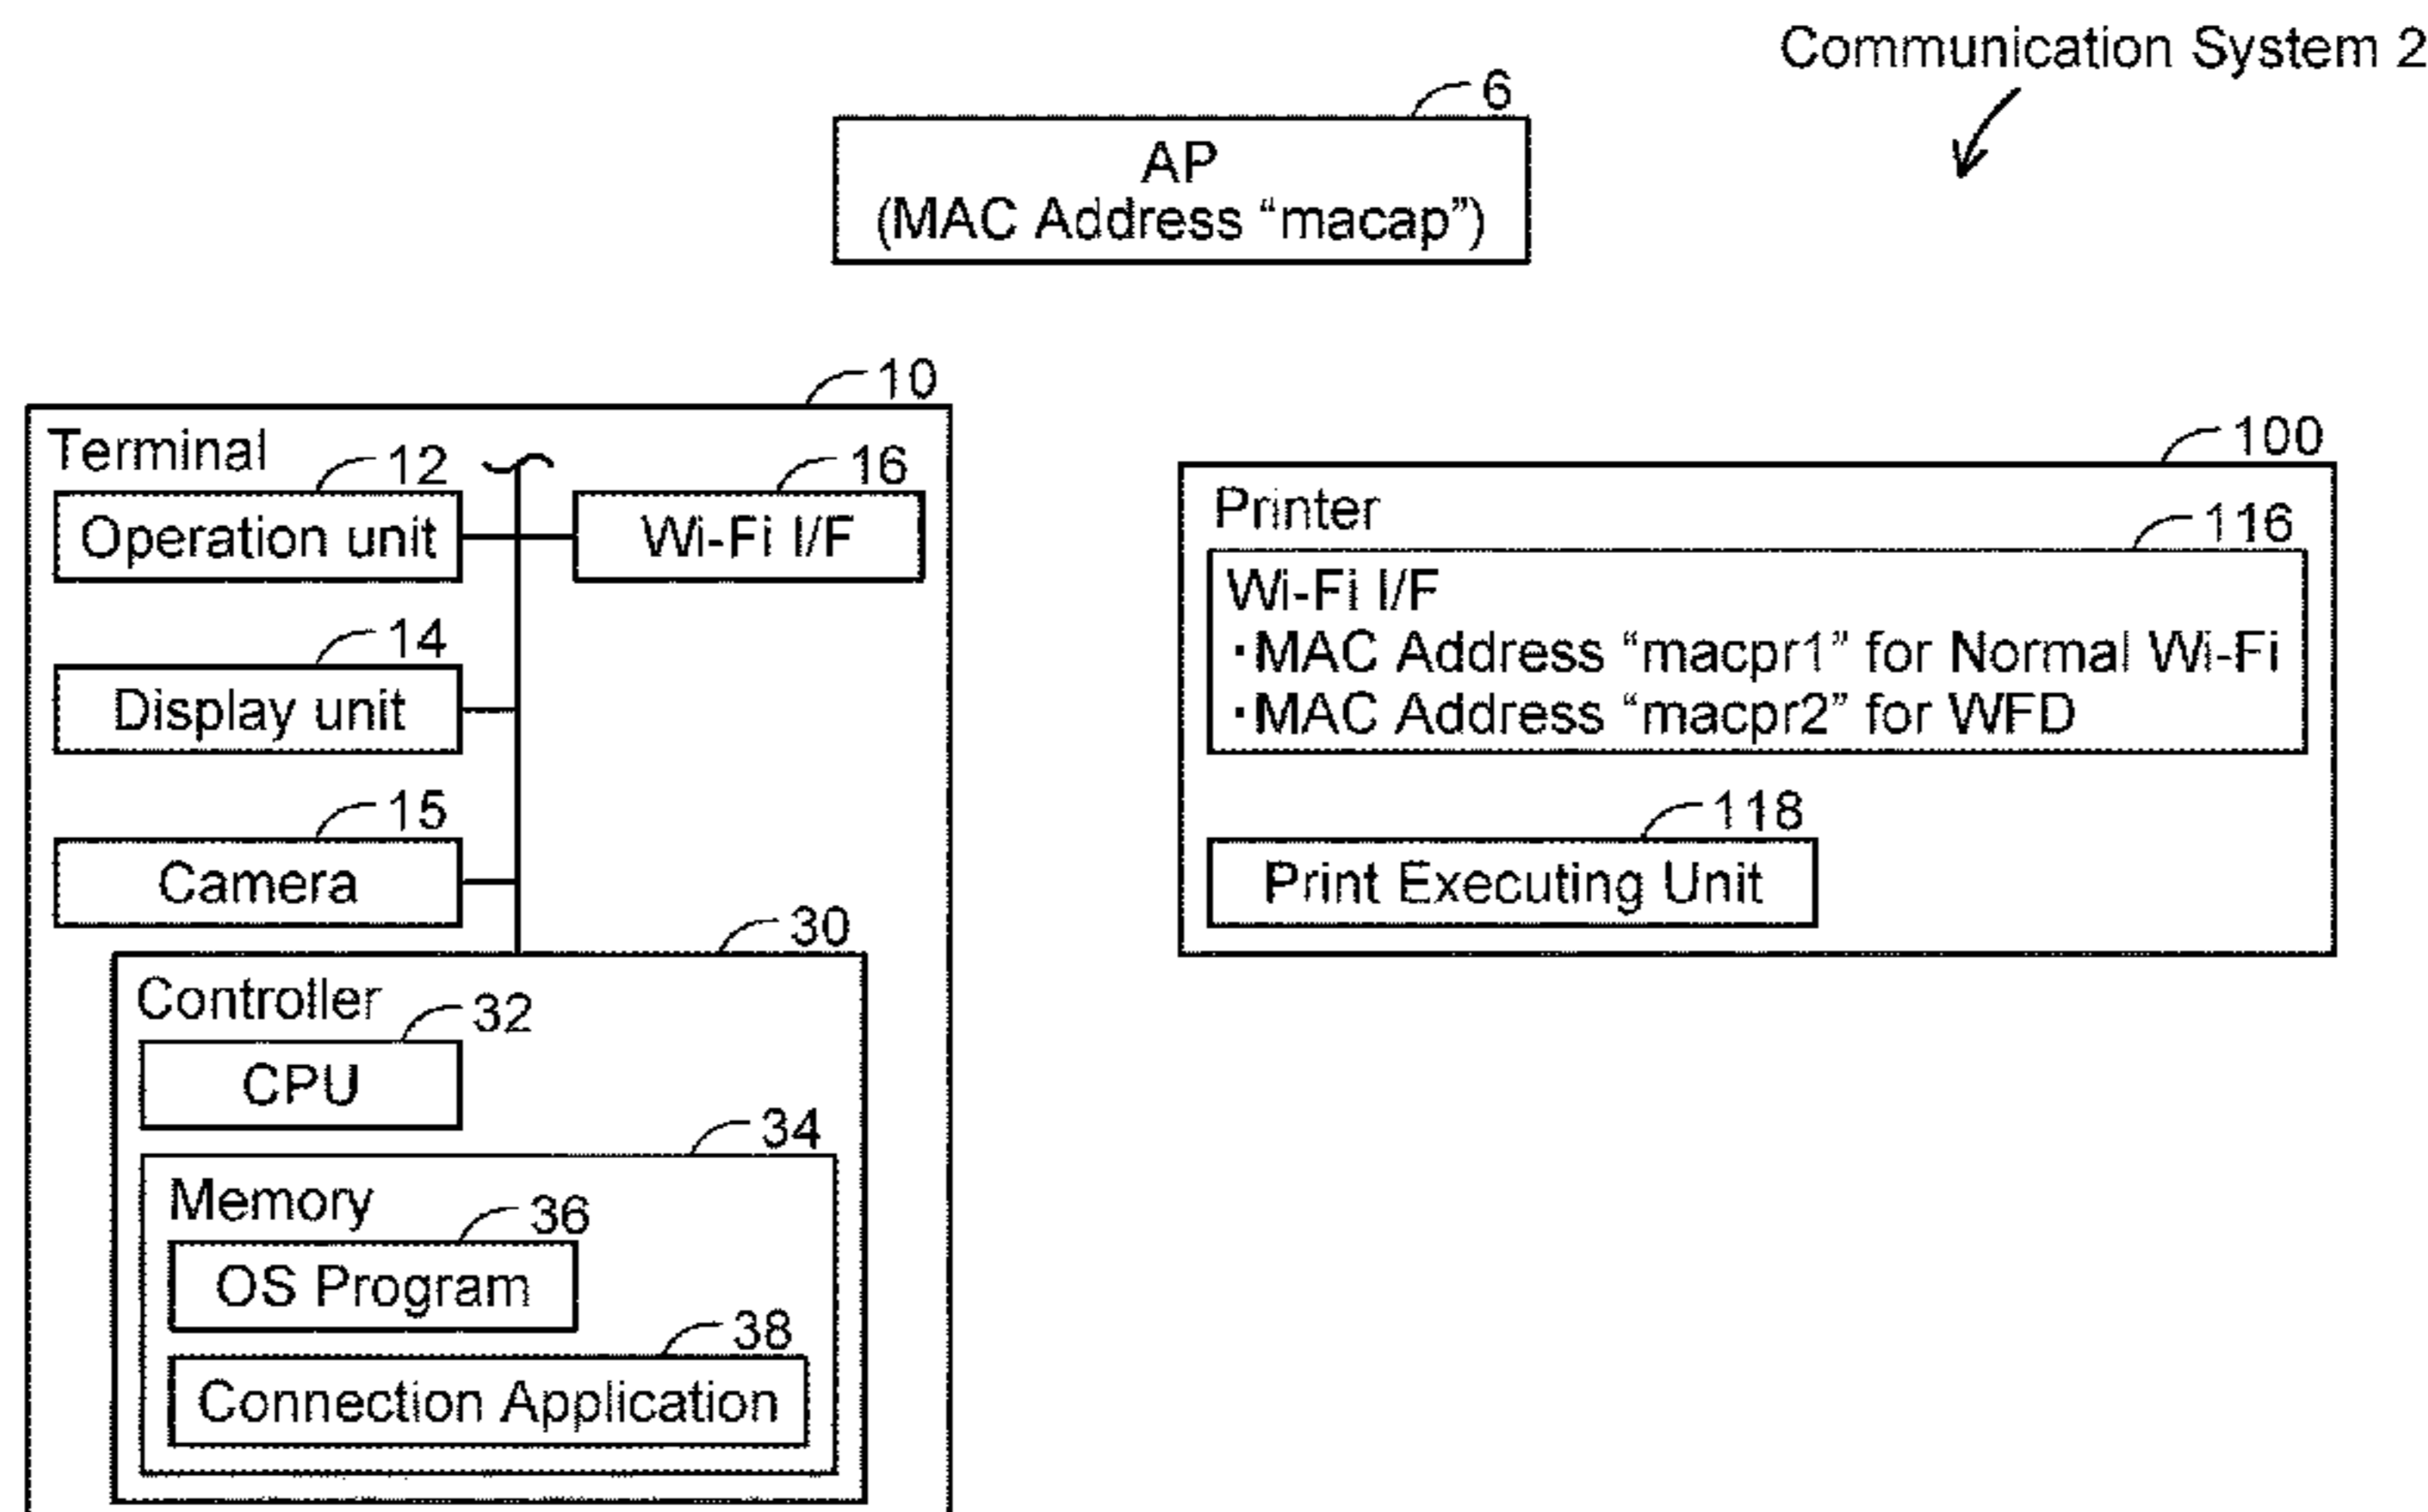 Communication System 2
6
AP
(MAC Address “macap”)
10
Terminal
12
16
Operation unit
Wi-Fi I/F
14
Display unit
15
Camera
30
Controller
32
CPU
34
Memory
36
OS Program
38
Connection Application
100
Printer
116
Wi-Fi I/F
・MAC Address “macpr1” for Normal Wi-Fi
・MAC Address “macpr2” for WFD
118
Print Executing Unit